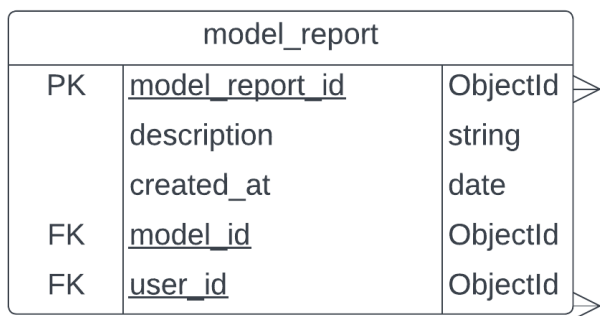 model_report
PK model_report_id ObjectId
description string
created_at date
FK model_id ObjectId
FK user_id ObjectId